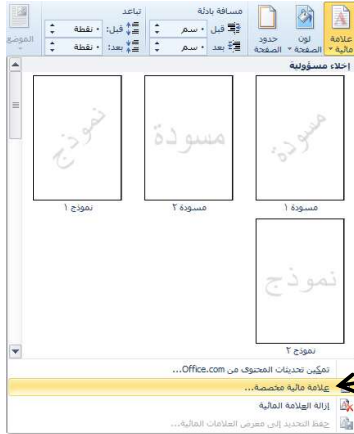 علامة مائية
لون الصفحة
حدود الصفحة
مسافة بادئة
قبل ٠ سم
بعد ٠ سم
تباعد
قبل: ٠ نقطة
بعد: ٠ نقطة
الموضع
إخلاء مسؤولية
مسودة
مسودة
نموذج
مسودة ١
مسودة ٢
نموذج ١
نموذج
نموذج ٢
تمكين تحديثات المحتوى من Office.com...
علامة مائية مخصصة...
إزالة العلامة المائية
حفظ التحديد إلى معرض العلامات المائية...